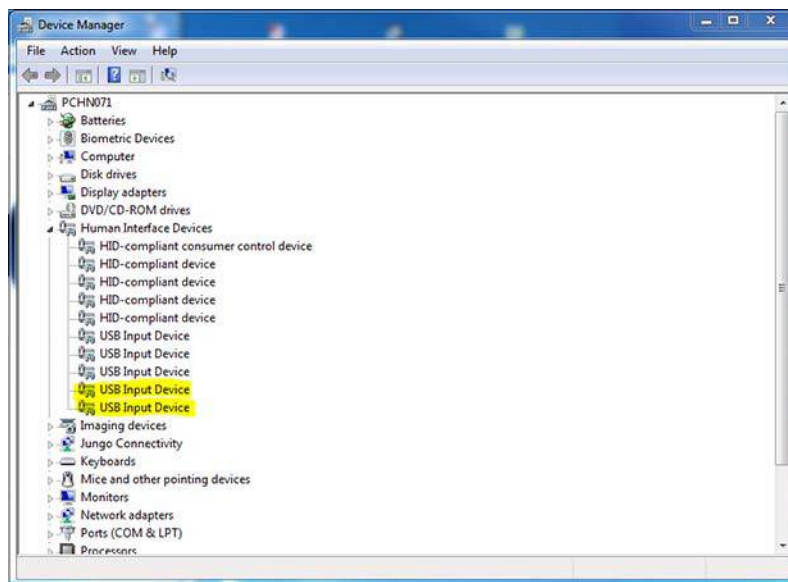 Device Manager
File Action View Help
PCHN071
Batteries
Biometric Devices
Computer
Disk drives
Display adapters
DVD/CD-ROM drives
Human Interface Devices
HID-compliant consumer control device
HID-compliant device
HID-compliant device
HID-compliant device
HID-compliant device
USB Input Device
USB Input Device
USB Input Device
USB Input Device
USB Input Device
Imaging devices
Jungo Connectivity
Keyboards
Mice and other pointing devices
Monitors
Network adapters
Ports (COM & LPT)
Processors